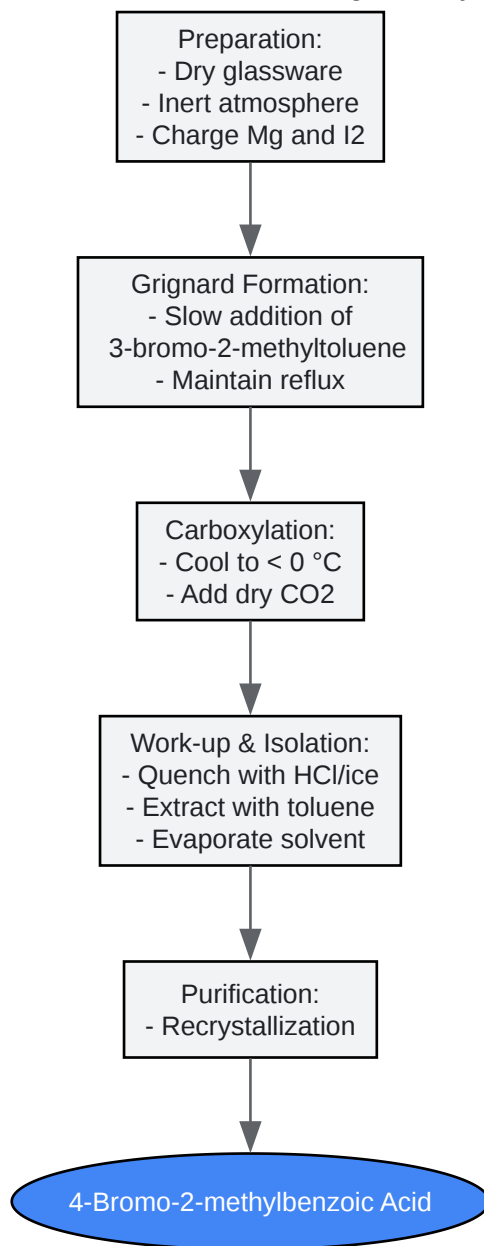 Preparation:
- Dry glassware
- Inert atmosphere
- Charge Mg and I2
Grignard Formation:
- Slow addition of
3-bromo-2-methyltoluene
- Maintain reflux
Carboxylation:
- Cool to < 0 °C
- Add dry CO2
Work-up & Isolation:
- Quench with HCl/ice
- Extract with toluene
- Evaporate solvent
Purification:
- Recrystallization
4-Bromo-2-methylbenzoic Acid